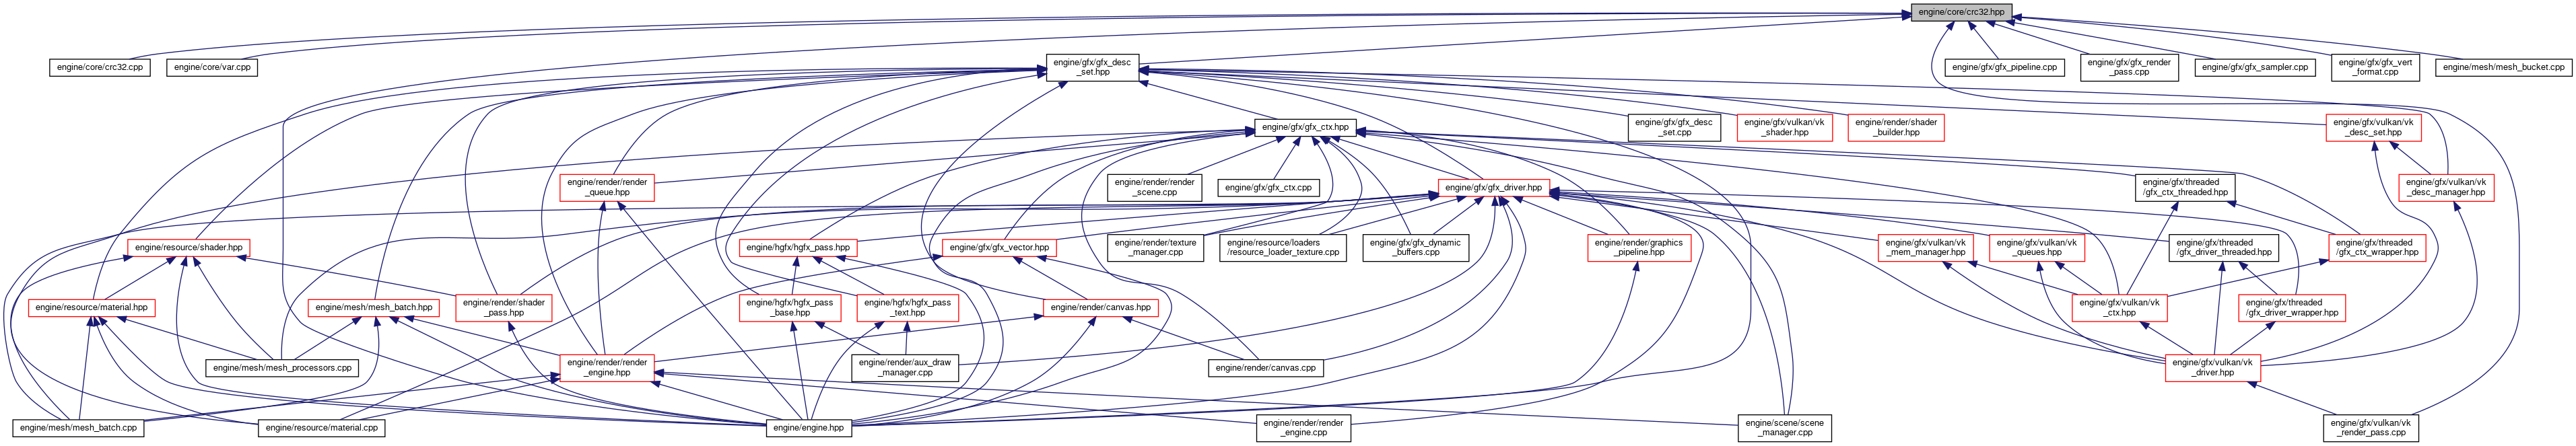 engine/core/crc32.hpp
engine/core/crc32.cpp
engine/core/var.cpp
engine/gfx/gfx_desc
_set.hpp
engine/gfx/gfx_pipeline.cpp
engine/gfx/gfx_render
_pass.cpp
engine/gfx/gfx_sampler.cpp
engine/gfx/gfx_vert
_format.cpp
engine/mesh/mesh_bucket.cpp
engine/gfx/gfx_ctx.hpp
engine/gfx/gfx_desc
_set.cpp
engine/gfx/vulkan/vk
_shader.hpp
engine/render/shader
_builder.hpp
engine/gfx/vulkan/vk
_desc_set.hpp
engine/render/render
_queue.hpp
engine/render/render
_scene.cpp
engine/gfx/gfx_ctx.cpp
engine/gfx/gfx_driver.hpp
engine/gfx/threaded
/gfx_ctx_threaded.hpp
engine/gfx/vulkan/vk
_desc_manager.hpp
engine/resource/shader.hpp
engine/hgfx/hgfx_pass.hpp
engine/gfx/gfx_vector.hpp
engine/render/texture
_manager.cpp
engine/resource/loaders
/resource_loader_texture.cpp
engine/gfx/gfx_dynamic
_buffers.cpp
engine/render/graphics
_pipeline.hpp
engine/gfx/vulkan/vk
_mem_manager.hpp
engine/gfx/vulkan/vk
_queues.hpp
engine/gfx/threaded
/gfx_driver_threaded.hpp
engine/gfx/threaded
/gfx_ctx_wrapper.hpp
engine/resource/material.hpp
engine/mesh/mesh_batch.hpp
engine/render/shader
_pass.hpp
engine/hgfx/hgfx_pass
_base.hpp
engine/hgfx/hgfx_pass
_text.hpp
engine/render/canvas.hpp
engine/gfx/vulkan/vk
_ctx.hpp
engine/gfx/threaded
/gfx_driver_wrapper.hpp
engine/mesh/mesh_processors.cpp
engine/render/render
_engine.hpp
engine/render/aux_draw
_manager.cpp
engine/render/canvas.cpp
engine/gfx/vulkan/vk
_driver.hpp
engine/mesh/mesh_batch.cpp
engine/resource/material.cpp
engine/render/render
_engine.cpp
engine/engine.hpp
engine/scene/scene
_manager.cpp
engine/gfx/vulkan/vk
_render_pass.cpp